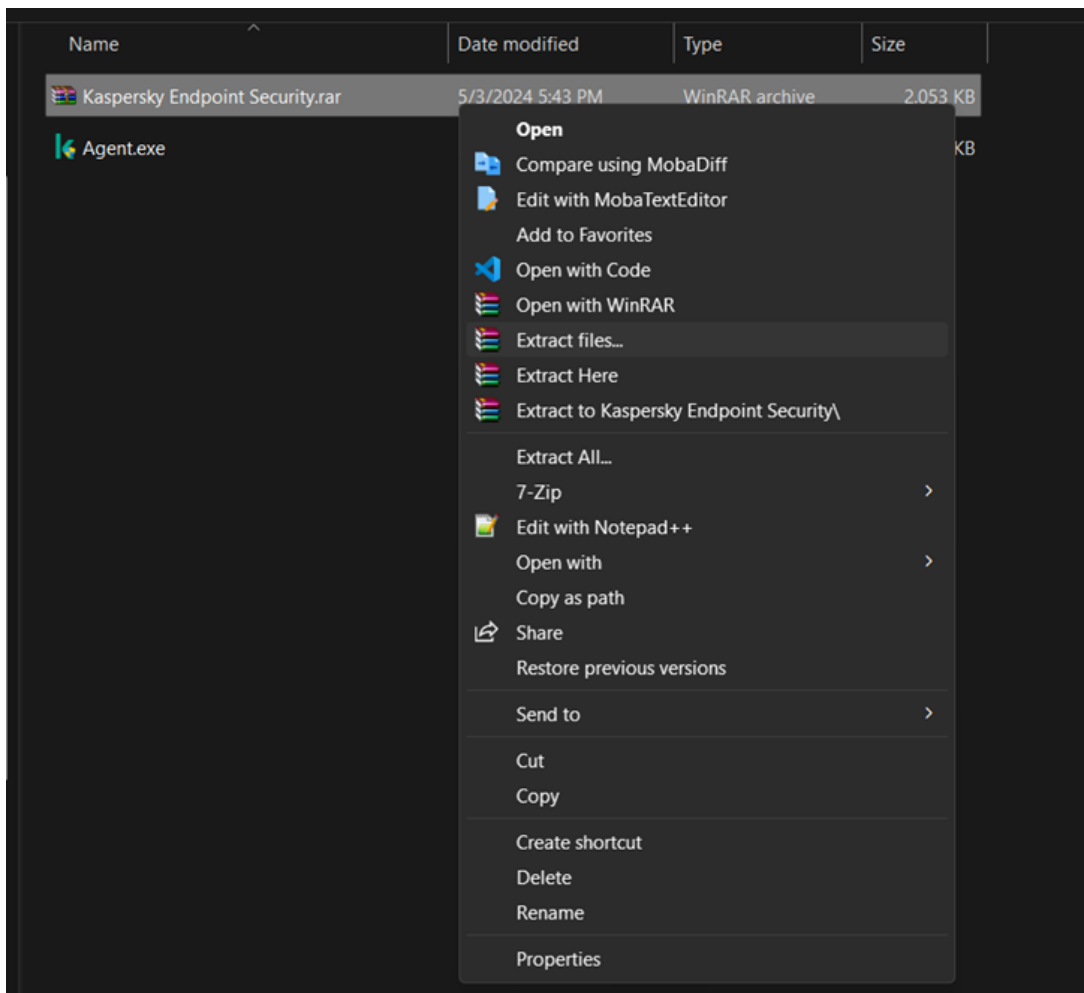 Name Date modified Type Size
Kaspersky Endpoint Security.rar 5/3/2024 5:43 PM WinRAR archive 2.053 KB
Agent.exe KB
Open
Compare using MobaDiff
Edit with MobaTextEditor
Add to Favorites
Open with Code
Open with WinRAR
Extract files...
Extract Here
Extract to Kaspersky Endpoint Security\
Extract All...
7-Zip
Edit with Notepad++
Open with
Copy as path
Share
Restore previous versions
Send to
Cut
Copy
Create shortcut
Delete
Rename
Properties